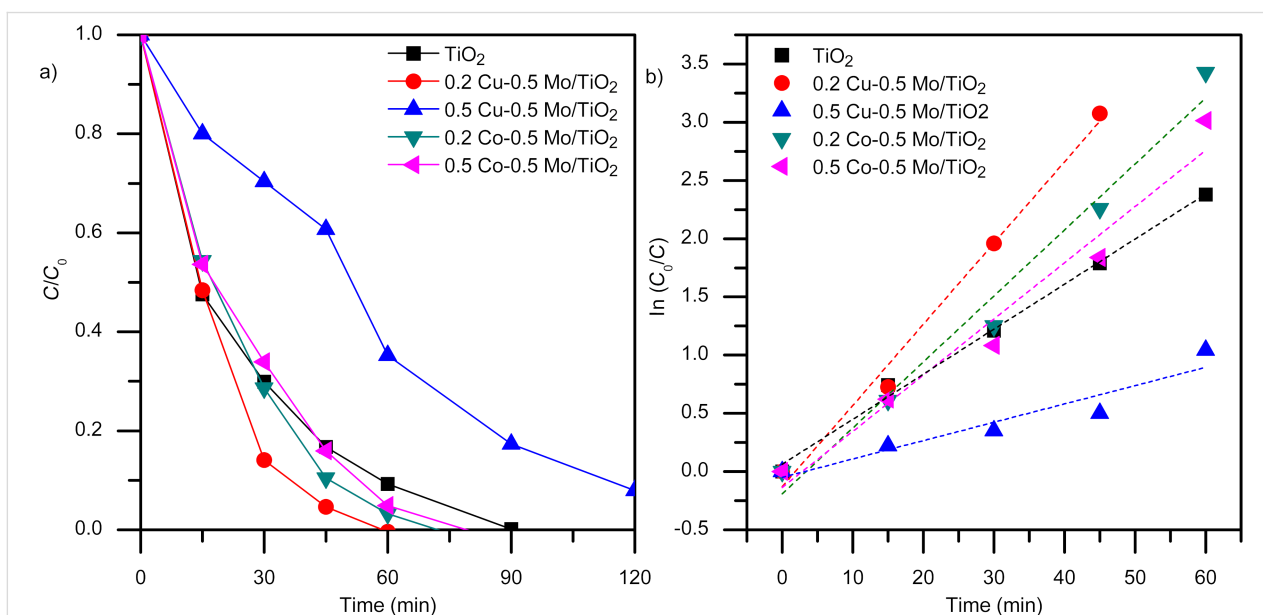 a)
TiO₂
0.2 Cu-0.5 Mo/TiO₂
0.5 Cu-0.5 Mo/TiO₂
0.2 Co-0.5 Mo/TiO₂
0.5 Co-0.5 Mo/TiO₂
1.0
0.8
0.6
0.4
0.2
0.0
C/C₀
0 30 60 90 120
Time (min)
b)
TiO₂
0.2 Cu-0.5 Mo/TiO₂
0.5 Cu-0.5 Mo/TiO2
0.2 Co-0.5 Mo/TiO₂
0.5 Co-0.5 Mo/TiO₂
3.5
3.0
2.5
2.0
1.5
1.0
0.5
0.0
-0.5
ln (C₀/C)
0 10 20 30 40 50 60
Time (min)